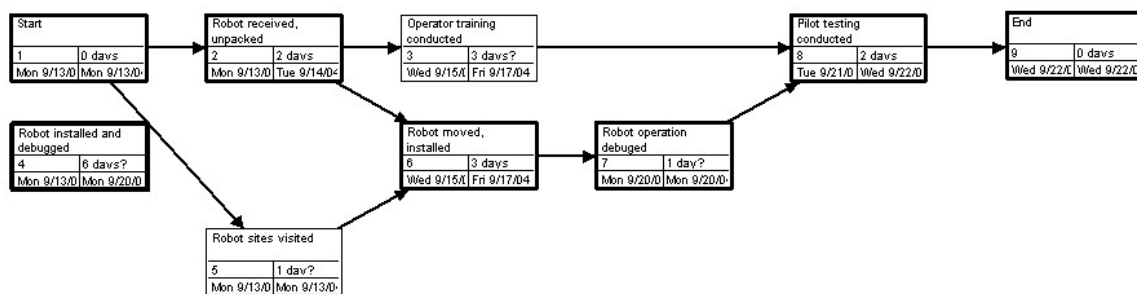 Start
1 0 days
Mon 9/13/0 Mon 9/13/0
Robot received,
unpacked
2 2 days
Mon 9/13/0 Tue 9/14/04
Operator training
conducted
3 3 days?
Wed 9/15/0 Fri 9/17/04
Pilot testing
conducted
8 2 days
Tue 9/21/0 Wed 9/22/0
End
9 0 days
Wed 9/22/0 Wed 9/22/0
Robot installed and
debugged
4 6 days?
Mon 9/13/0 Mon 9/20/0
Robot moved,
installed
6 3 days
Wed 9/15/0 Fri 9/17/04
Robot operation
debuged
7 1 day?
Mon 9/20/0 Mon 9/20/0
Robot sites visited
5 1 day?
Mon 9/13/0 Mon 9/13/0